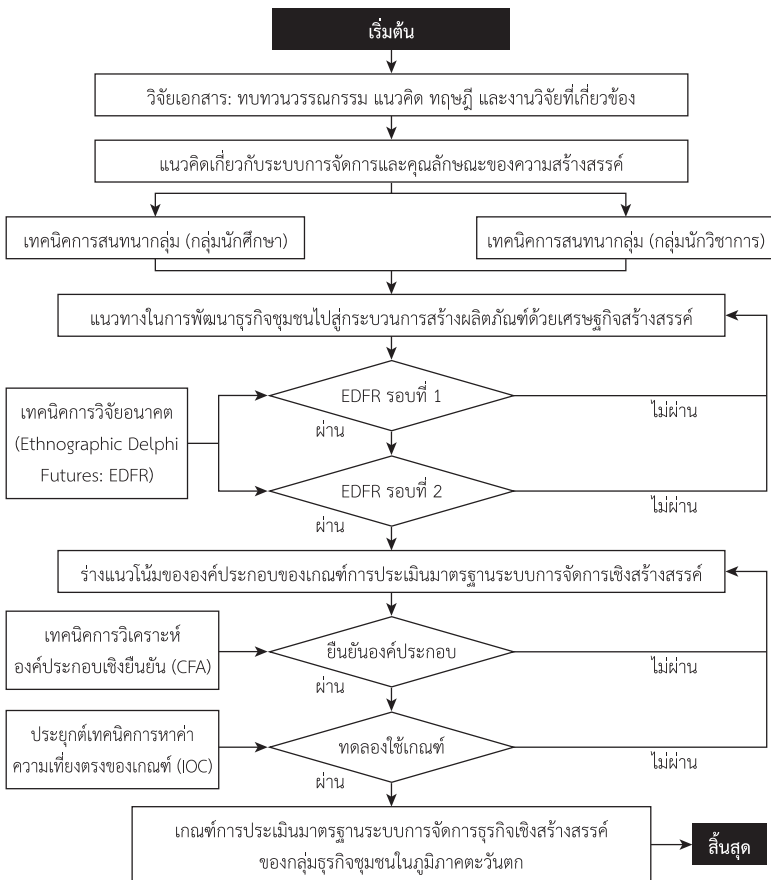 เริ่มต้น
วิจัยเอกสาร: ทบทวนวรรณกรรม แนวคิด ทฤษฎี และงานวิจัยที่เกี่ยวข้อง
แนวคิดเกี่ยวกับระบบการจัดการและคุณลักษณะของความสร้างสรรค์
เทคนิคการสนทนากลุ่ม (กลุ่มนักศึกษา)
เทคนิคการสนทนากลุ่ม (กลุ่มนักวิชาการ)
แนวทางในการพัฒนาธุรกิจชุมชนไปสู่กระบวนการสร้างผลิตภัณฑ์ด้วยเศรษฐกิจสร้างสรรค์
เทคนิคการวิจัยอนาคต
(Ethnographic Delphi
Futures: EDFR)
EDFR รอบที่ 1
ไม่ผ่าน
ผ่าน
EDFR รอบที่ 2
ไม่ผ่าน
ผ่าน
ร่างแนวโน้มขององค์ประกอบของเกณฑ์การประเมินมาตรฐานระบบการจัดการเชิงสร้างสรรค์
เทคนิคการวิเคราะห์
องค์ประกอบเชิงยืนยัน (CFA)
ยืนยันองค์ประกอบ
ไม่ผ่าน
ผ่าน
ประยุกต์เทคนิคการหาค่า
ความเที่ยงตรงของเกณฑ์ (IOC)
ทดลองใช้เกณฑ์
ไม่ผ่าน
ผ่าน
เกณฑ์การประเมินมาตรฐานระบบการจัดการธุรกิจเชิงสร้างสรรค์
ของกลุ่มธุรกิจชุมชนในภูมิภาคตะวันตก
สิ้นสุด